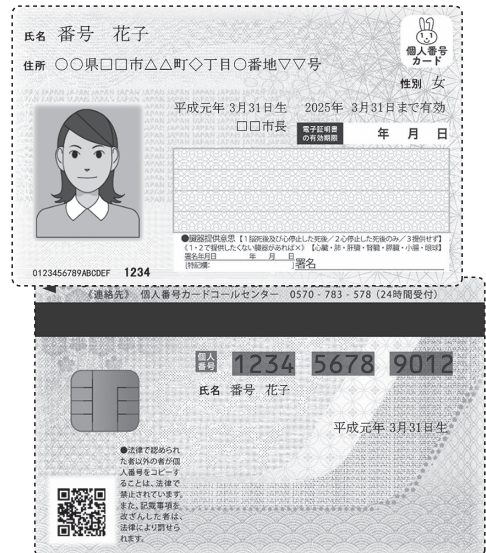 氏名 番号 花子
個人番号
カード
住所 ○○県□□市△△町◇丁目○番地▽▽号
性別 女
平成元年 3月31日生 2025年 3月31日まで有効
□□市長
電子証明書
の有効期限
年 月 日
●臓器提供意思【1脳死後及び心停止した死後／2心停止した死後のみ／3提供せず】
《1・2で提供したくない臓器があれば×》【心臓・肺・肝臓・腎臓・膵臓・小腸・眼球】
署名年月日 年 月 日
[特記欄: ]署名
0123456789ABCDEF 1234
《連絡先》 個人番号カードコールセンター 0570 - 783 - 578（24時間受付）
個人
番号
1234 5678 9012
氏名 番号 花子
平成元年 3月31日生
●法律で認められ
た者以外の者が個
人番号をコピーす
ることは、法律で
禁止されています。
また、記載事項を
改ざんした者は、
法律により罰せら
れます。